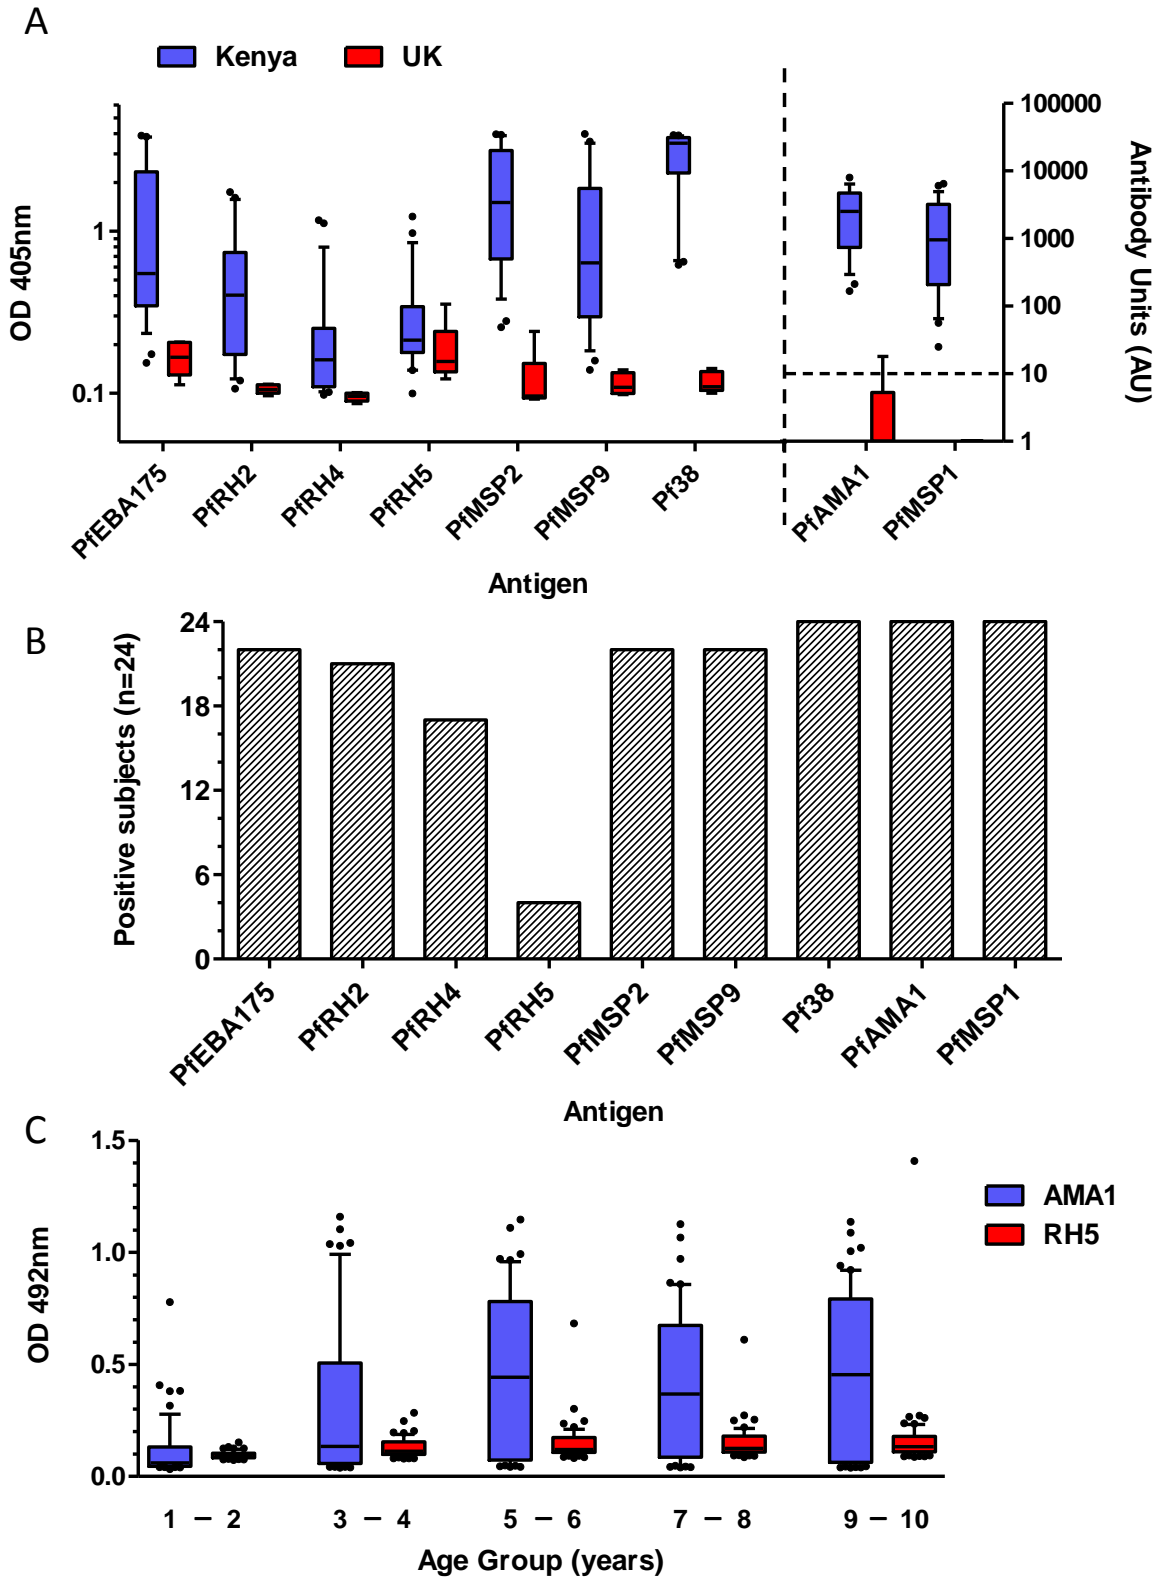 A
Kenya UK
OD 405nm
1
0.1
100000
10000
1000
100
10
1
Antibody Units (AU)
PfEBA175 PfRH2 PfRH4 PfRH5 PfMSP2 PfMSP9 Pf38 PfAMA1 PfMSP1
Antigen
B
Positive subjects (n=24)
24
18
12
6
0
PfEBA175 PfRH2 PfRH4 PfRH5 PfMSP2 PfMSP9 Pf38 PfAMA1 PfMSP1
Antigen
C
OD 492nm
1.5
1.0
0.5
0.0
AMA1
RH5
1 – 2 3 – 4 5 – 6 7 – 8 9 – 10
Age Group (years)